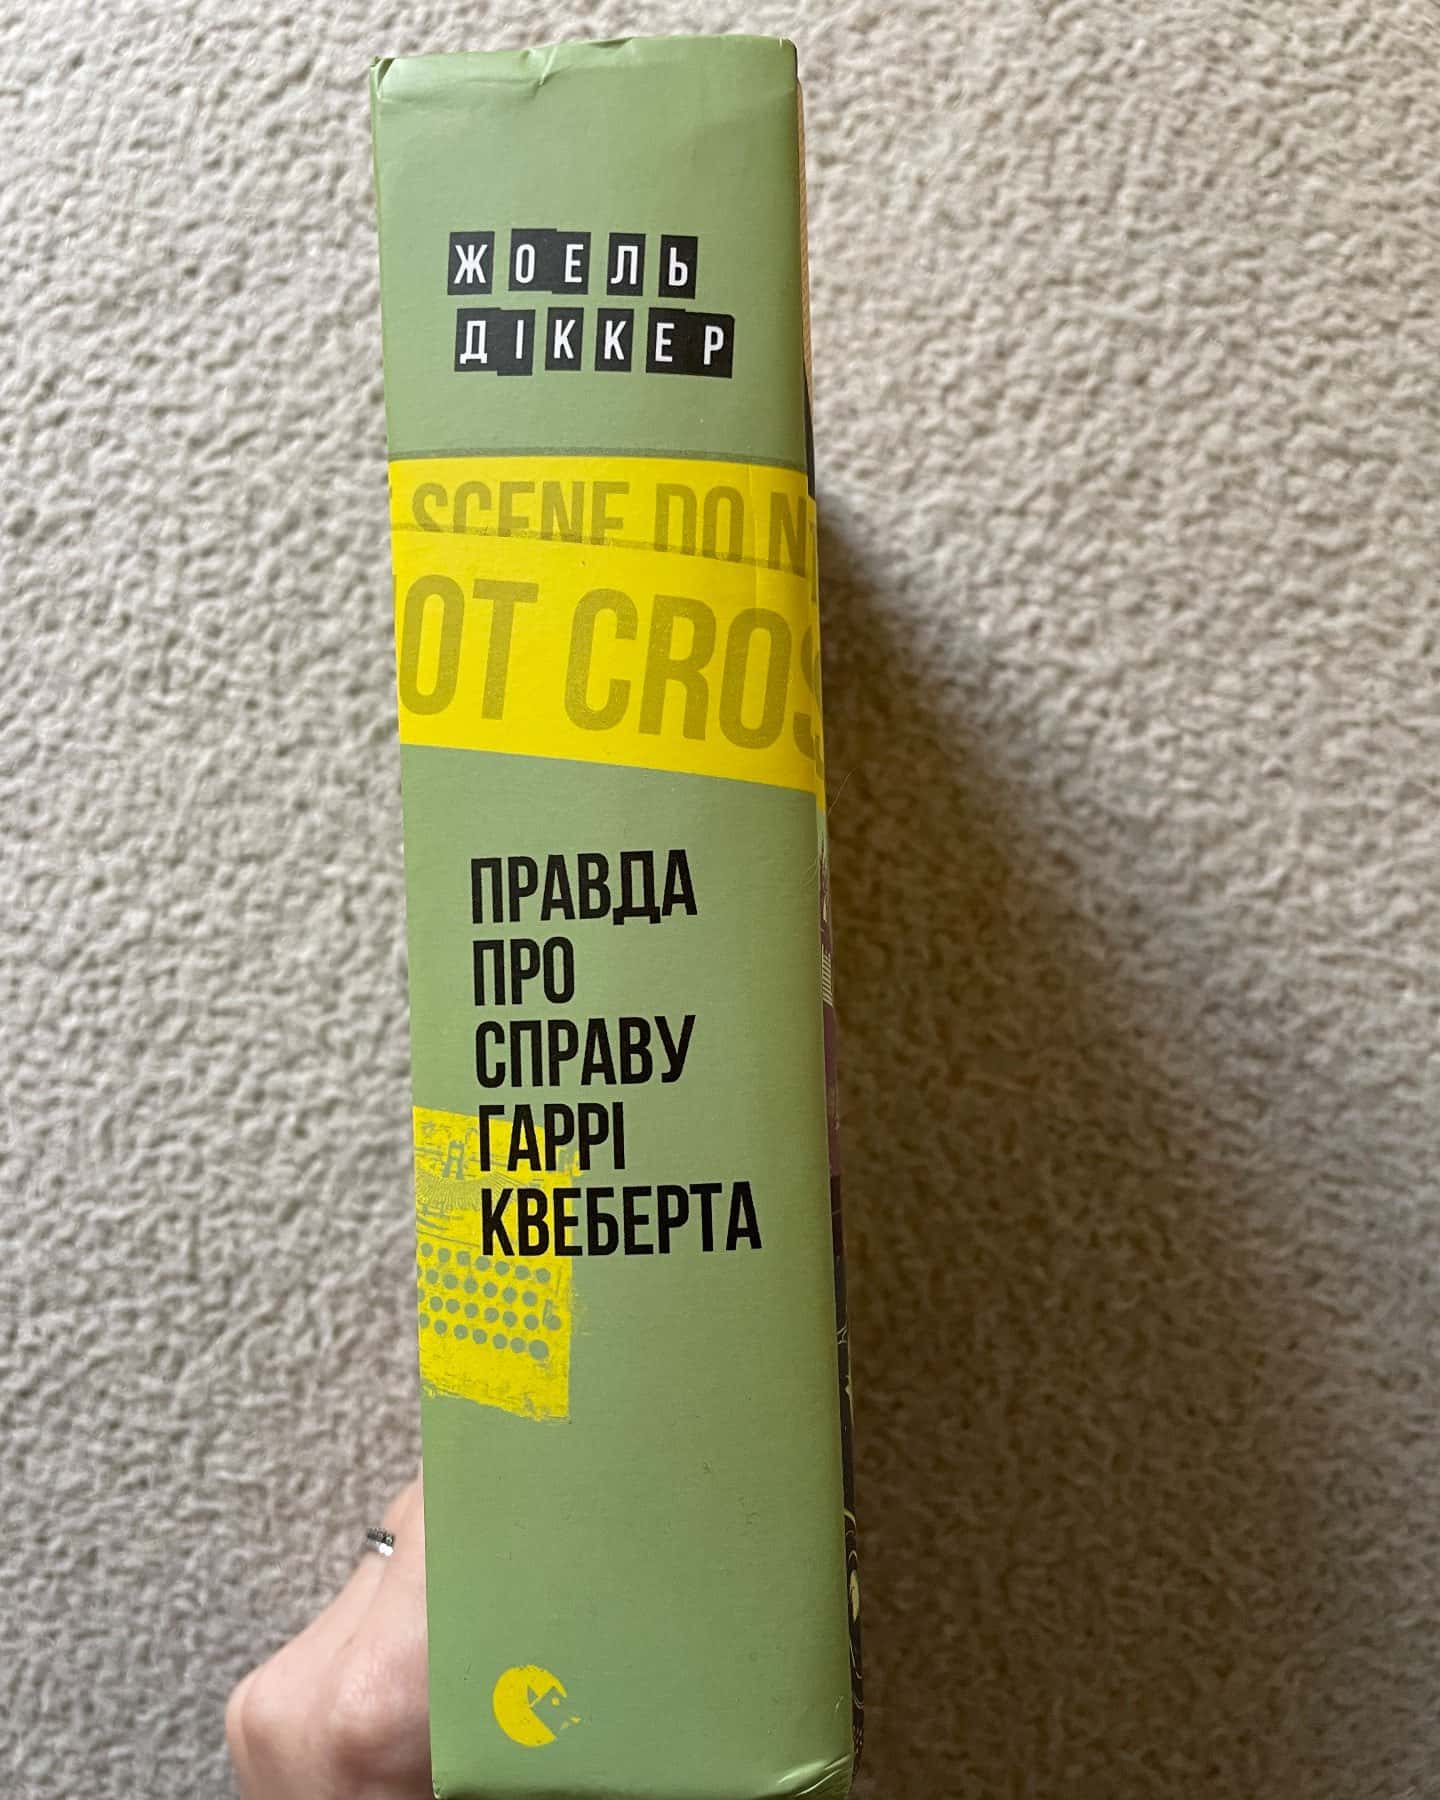 ЖОЕЛЬ
ДІККЕР
SCENE DO N
OT CROS
ПРАВДА
ПРО
СПРАВУ
ГАРРІ
КВЕБЕРТА